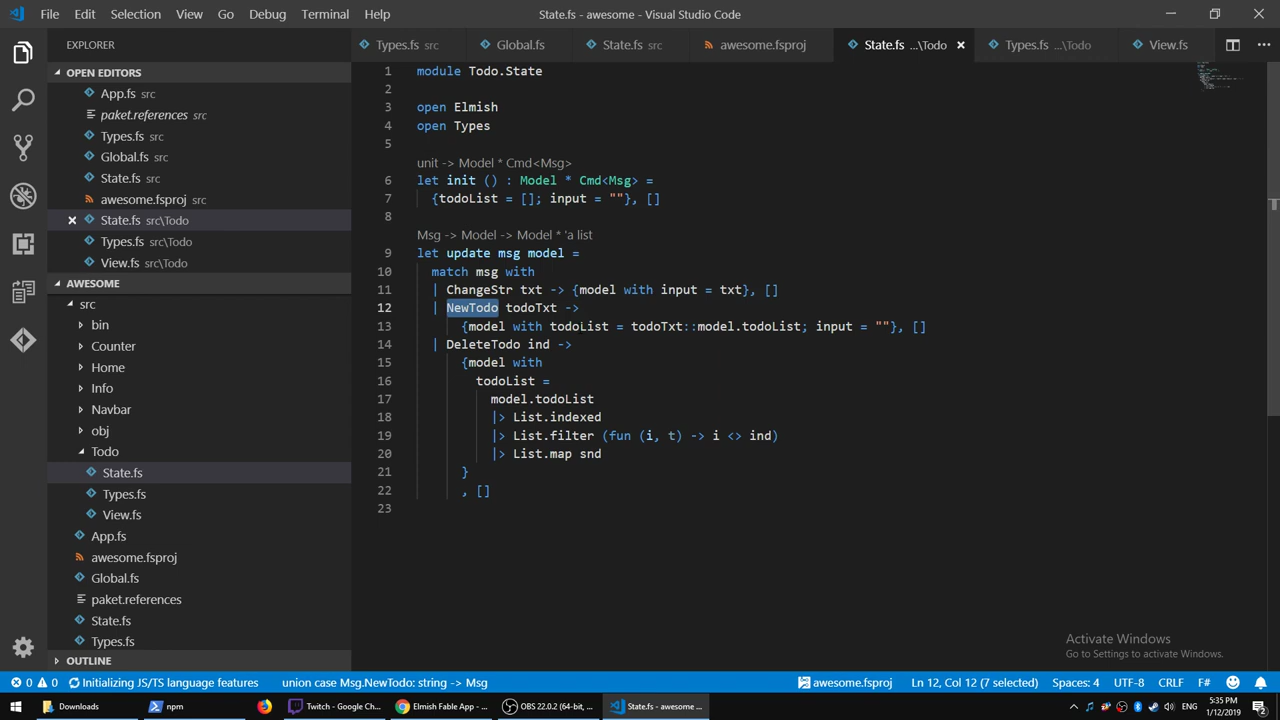 File Edit Selection View Go Debug Terminal Help State.fs - awesome - Visual Studio Code
EXPLORER
Types.fs src Global.fs State.fs src awesome.fsproj State.fs ...\Todo Types.fs ...\Todo View.fs
OPEN EDITORS
App.fs src
paket.references src
Types.fs src
Global.fs src
State.fs src
awesome.fsproj src
State.fs src\Todo
Types.fs src\Todo
View.fs src\Todo
AWESOME
src
bin
Counter
Home
Info
Navbar
obj
Todo
State.fs
Types.fs
View.fs
App.fs
awesome.fsproj
Global.fs
paket.references
State.fs
Types.fs
OUTLINE
1 module Todo.State
2
3 open Elmish
4 open Types
5
unit -> Model * Cmd<Msg>
6 let init () : Model * Cmd<Msg> =
7 {todoList = []; input = ""}, []
8
Msg -> Model -> Model * 'a list
9 let update msg model =
10 match msg with
11 | ChangeStr txt -> {model with input = txt}, []
12 | NewTodo todoTxt ->
13 {model with todoList = todoTxt::model.todoList; input = ""}, []
14 | DeleteTodo ind ->
15 {model with
16 todoList =
17 model.todoList
18 |> List.indexed
19 |> List.filter (fun (i, t) -> i <> ind)
20 |> List.map snd
21 }
22 , []
23
Activate Windows
Go to Settings to activate Windows.
0 0 Initializing JS/TS language features union case Msg.NewTodo: string -> Msg awesome.fsproj Ln 12, Col 12 (7 selected) Spaces: 4 UTF-8 CRLF F#
Downloads npm Twitch - Google Ch... Elmish Fable App - ... OBS 22.0.2 (64-bit, ... State.fs - awesome ... 5:35 PM
1/12/2019
2